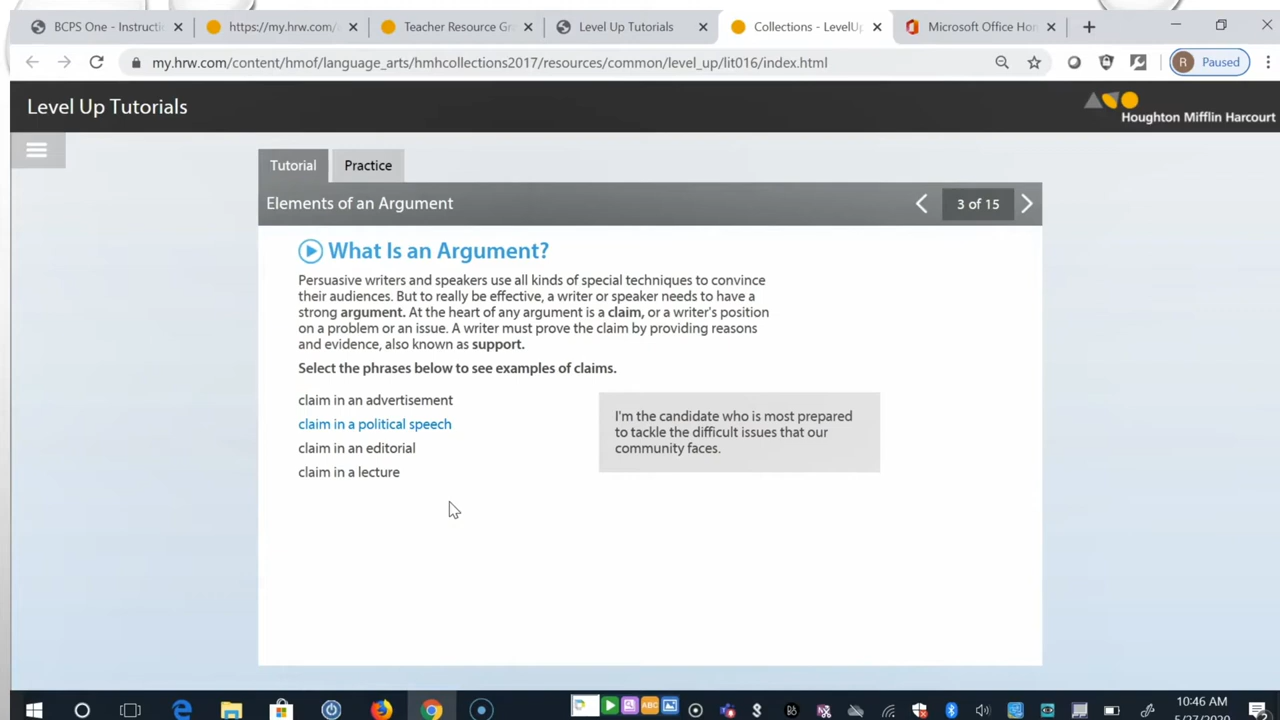 BCPS One - Instructi
https://my.hrw.com/
Teacher Resource Gr
Level Up Tutorials
Collections - LevelU
Microsoft Office Hom
my.hrw.com/content/hmof/language_arts/hmhcollections2017/resources/common/level_up/lit016/index.html
R Paused
Level Up Tutorials
Houghton Mifflin Harcourt
Tutorial
Practice
Elements of an Argument
3 of 15
What Is an Argument?
Persuasive writers and speakers use all kinds of special techniques to convince
their audiences. But to really be effective, a writer or speaker needs to have a
strong argument. At the heart of any argument is a claim, or a writer's position
on a problem or an issue. A writer must prove the claim by providing reasons
and evidence, also known as support.
Select the phrases below to see examples of claims.
claim in an advertisement
claim in a political speech
claim in an editorial
claim in a lecture
I'm the candidate who is most prepared
to tackle the difficult issues that our
community faces.
ABC
10:46 AM
5/27/2020